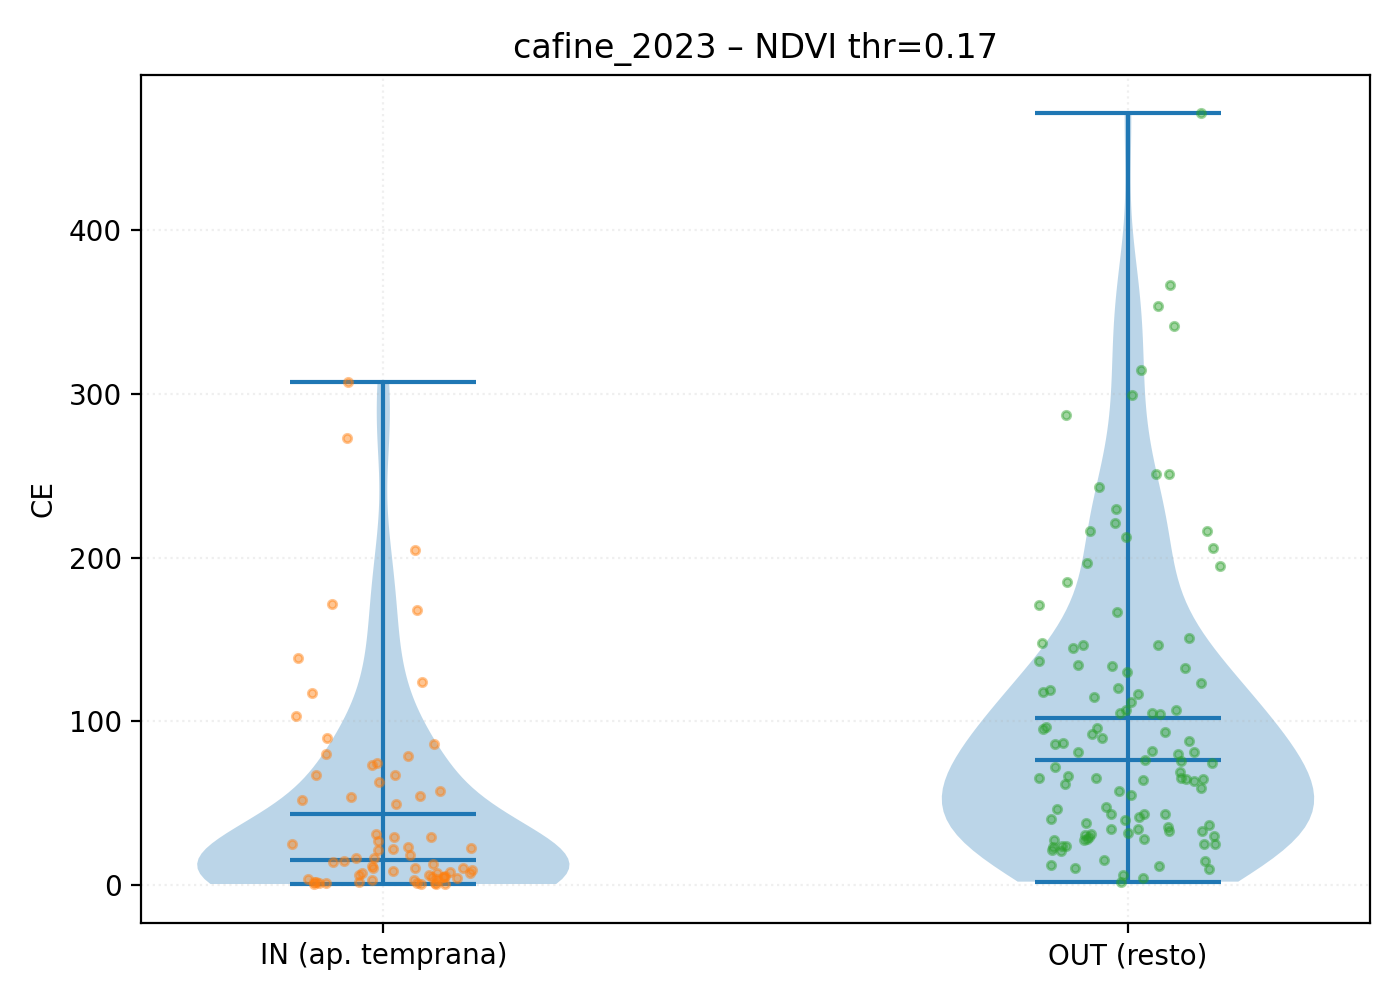 cafine_2023 – NDVI thr=0.17
CE
400
300
200
100
0
IN (ap. temprana)
OUT (resto)